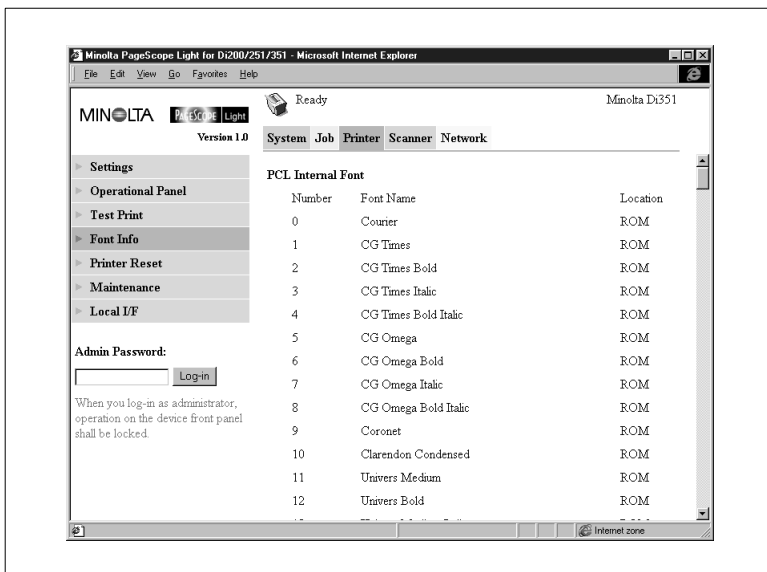 Minolta PageScope Light for Di200/251/351 - Microsoft Internet Explorer
File Edit View Go Favorites Help
MINOLTA PAGESCOPE Light
Version 1.0
Ready
Minolta Di351
System Job Printer Scanner Network
Settings
Operational Panel
Test Print
Font Info
Printer Reset
Maintenance
Local I/F
Admin Password:
Log-in
When you log-in as administrator,
operation on the device front panel
shall be locked.
PCL Internal Font
Number Font Name Location
0 Courier ROM
1 CG Times ROM
2 CG Times Bold ROM
3 CG Times Italic ROM
4 CG Times Bold Italic ROM
5 CG Omega ROM
6 CG Omega Bold ROM
7 CG Omega Italic ROM
8 CG Omega Bold Italic ROM
9 Coronet ROM
10 Clarendon Condensed ROM
11 Univers Medium ROM
12 Univers Bold ROM
Internet zone